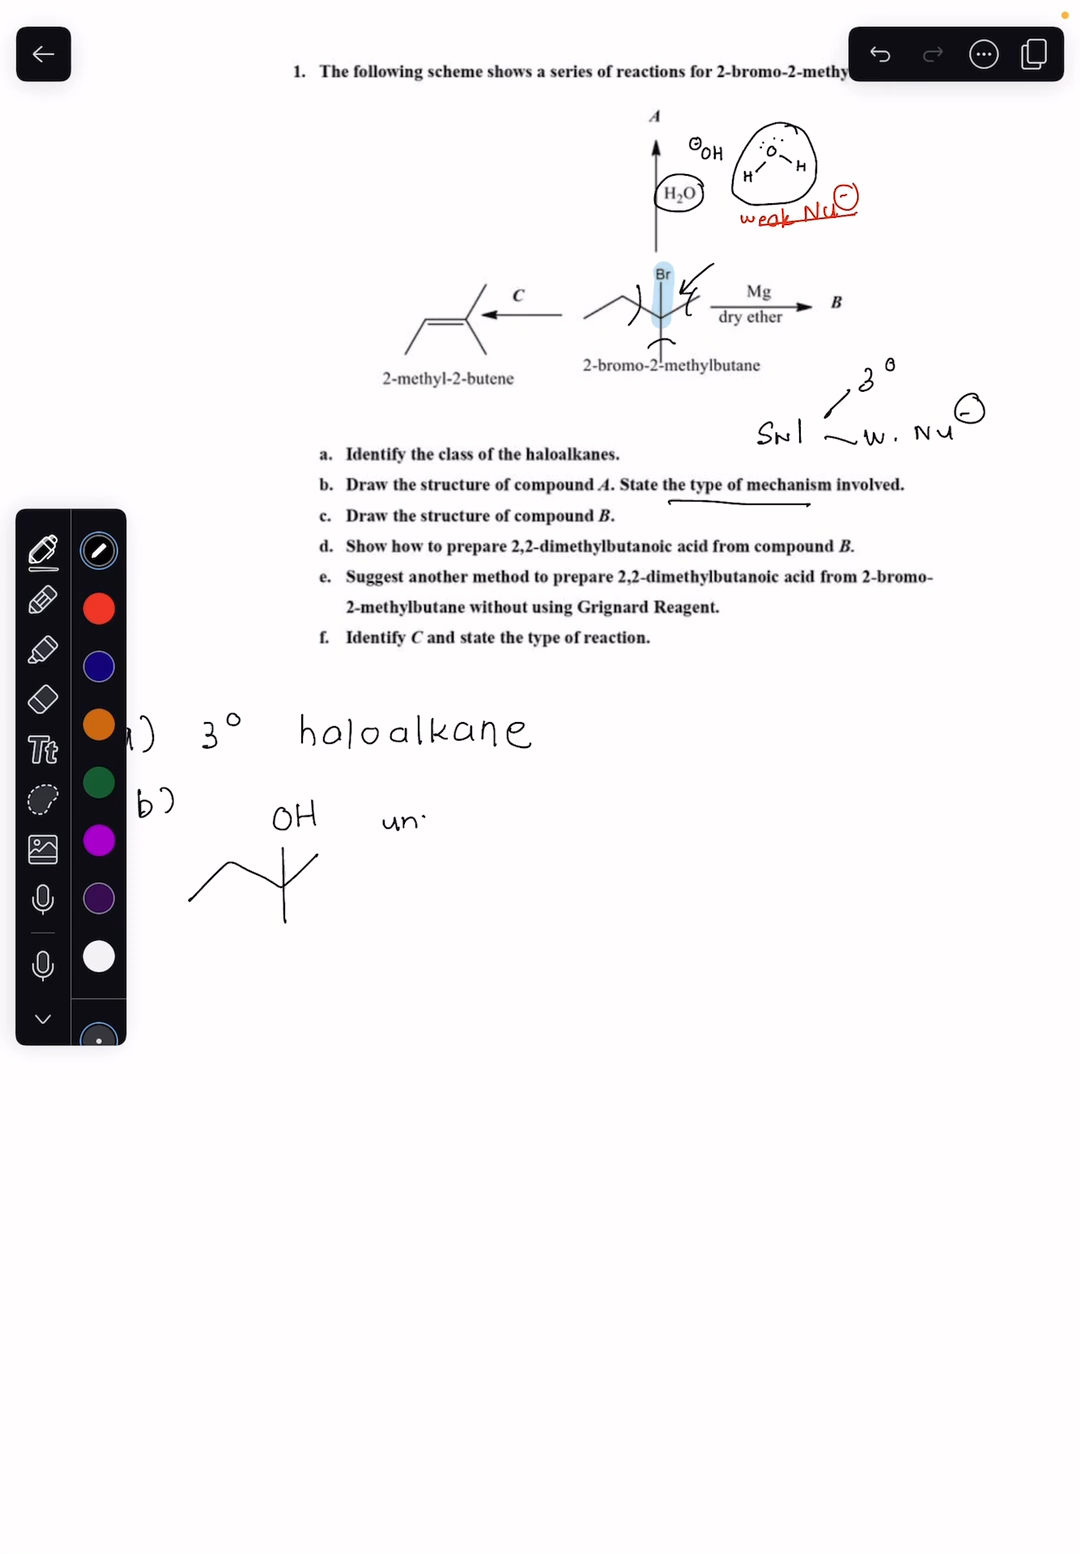 1. The following scheme shows a series of reactions for 2-bromo-2-methy
A
⊖OH
:O:
H H
H₂O
weak Nu⊖
Br
C
Mg
dry ether
B
2-bromo-2-methylbutane
2-methyl-2-butene
3°
SN1 W. Nu⊖
a. Identify the class of the haloalkanes.
b. Draw the structure of compound A. State the type of mechanism involved.
c. Draw the structure of compound B.
d. Show how to prepare 2,2-dimethylbutanoic acid from compound B.
e. Suggest another method to prepare 2,2-dimethylbutanoic acid from 2-bromo-
2-methylbutane without using Grignard Reagent.
f. Identify C and state the type of reaction.
) 3° haloalkane
b)
OH un.
Tt